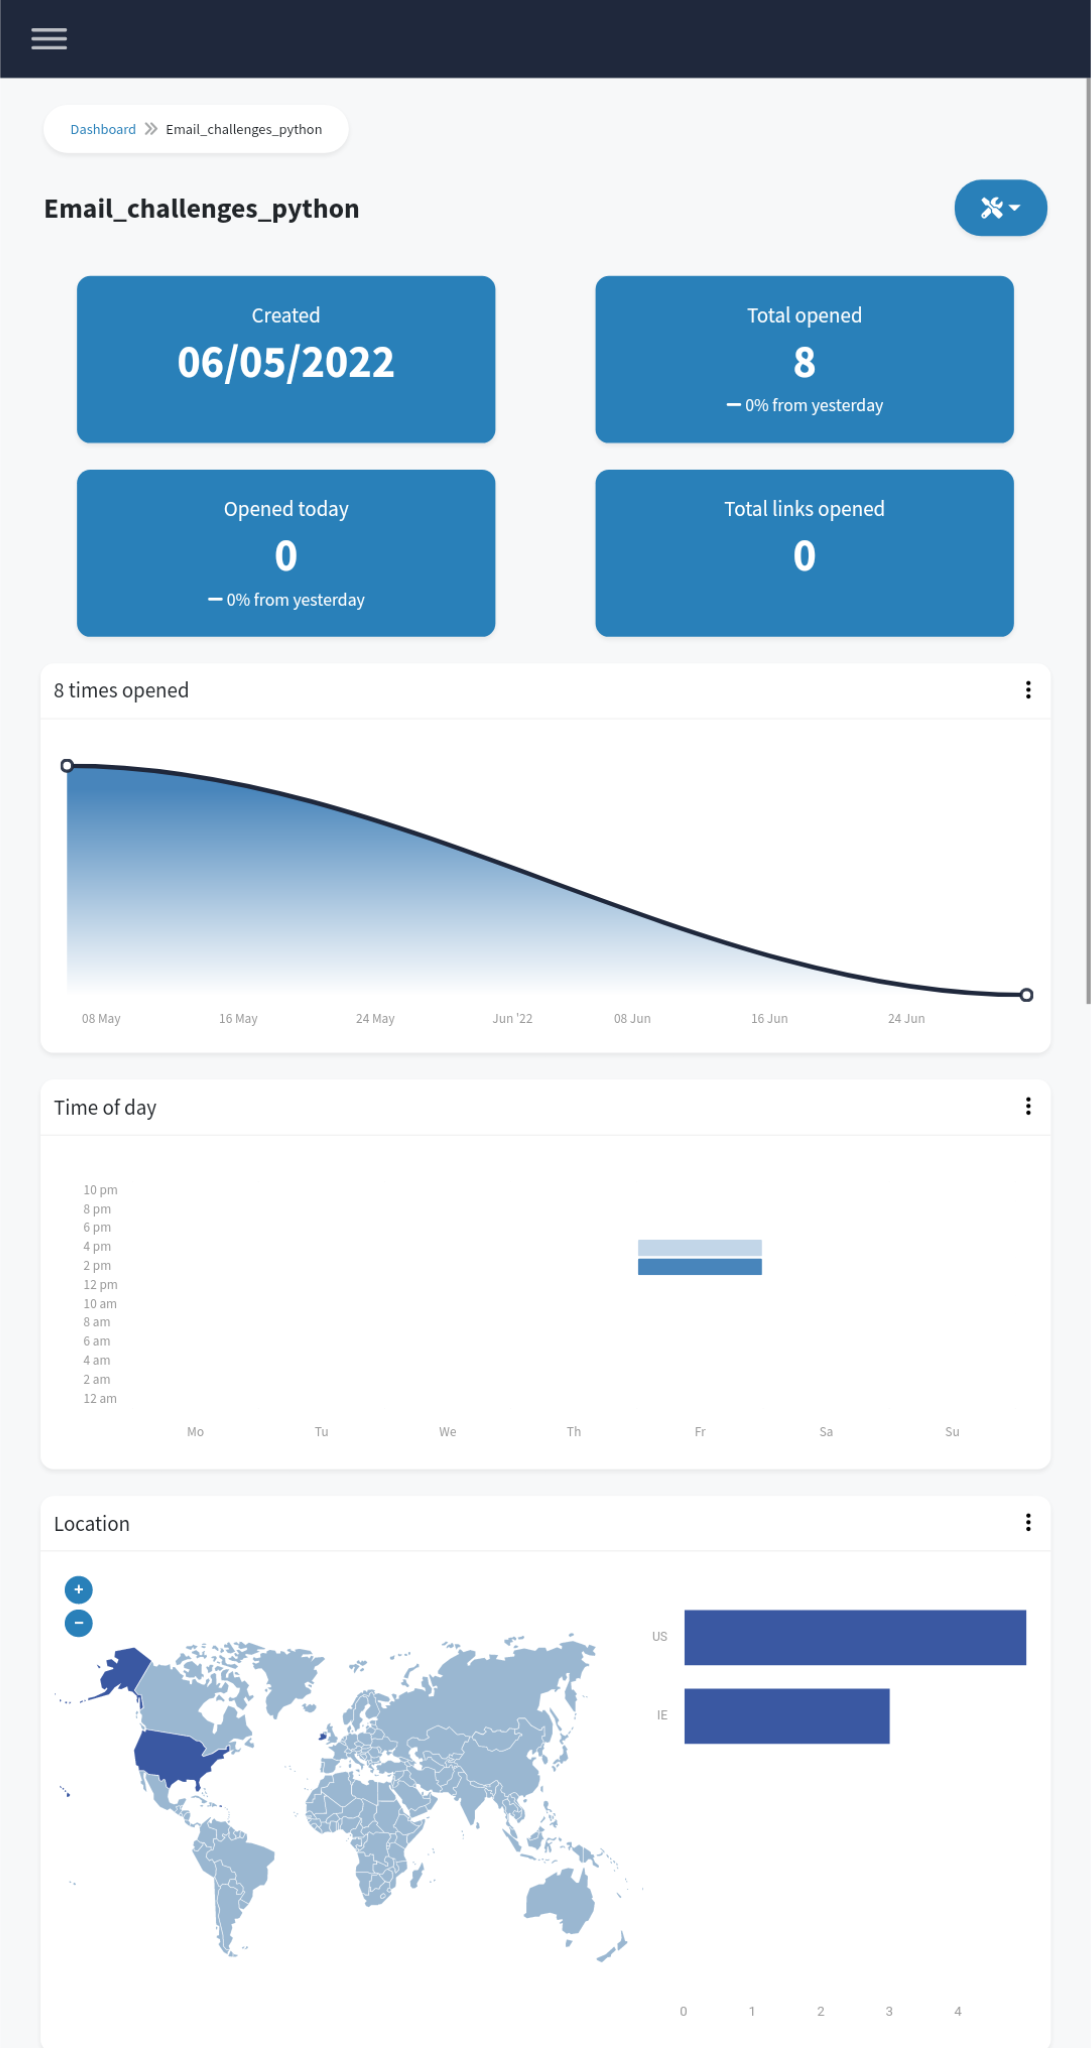 Dashboard Email_challenges_python
Email_challenges_python
Created
06/05/2022
Total opened
8
0% from yesterday
Opened today
0
0% from yesterday
Total links opened
0
8 times opened
08 May 16 May 24 May Jun '22 08 Jun 16 Jun 24 Jun
Time of day
10 pm
8 pm
6 pm
4 pm
2 pm
12 pm
10 am
8 am
6 am
4 am
2 am
12 am
Mo Tu We Th Fr Sa Su
Location
+
−
US
IE
0 1 2 3 4